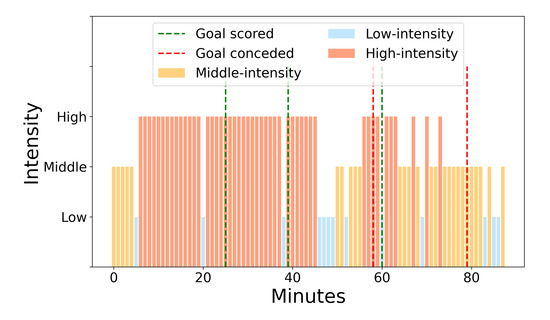 Goal scored
Goal conceded
Middle-intensity
Low-intensity
High-intensity
Intensity
High
Middle
Low
0 20 40 60 80
Minutes